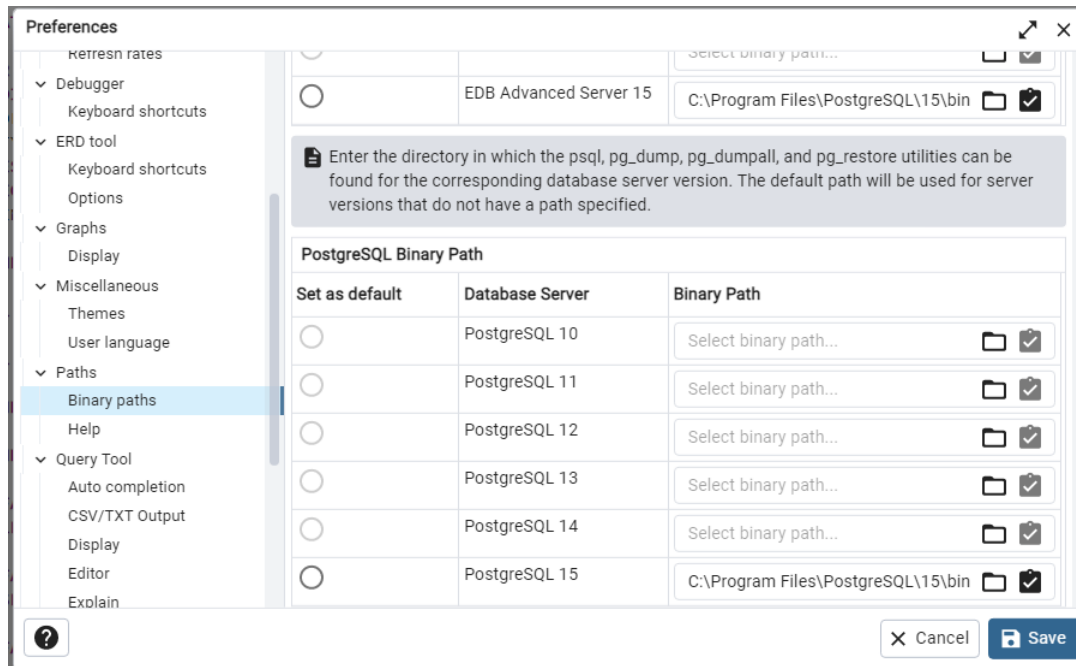 Preferences
Refresh rates
Debugger
Keyboard shortcuts
ERD tool
Keyboard shortcuts
Options
Graphs
Display
Miscellaneous
Themes
User language
Paths
Binary paths
Help
Query Tool
Auto completion
CSV/TXT Output
Display
Editor
Explain
Select binary path...
EDB Advanced Server 15 C:\Program Files\PostgreSQL\15\bin
Enter the directory in which the psql, pg_dump, pg_dumpall, and pg_restore utilities can be
found for the corresponding database server version. The default path will be used for server
versions that do not have a path specified.
PostgreSQL Binary Path
Set as default Database Server Binary Path
PostgreSQL 10 Select binary path...
PostgreSQL 11 Select binary path...
PostgreSQL 12 Select binary path...
PostgreSQL 13 Select binary path...
PostgreSQL 14 Select binary path...
PostgreSQL 15 C:\Program Files\PostgreSQL\15\bin
Cancel Save